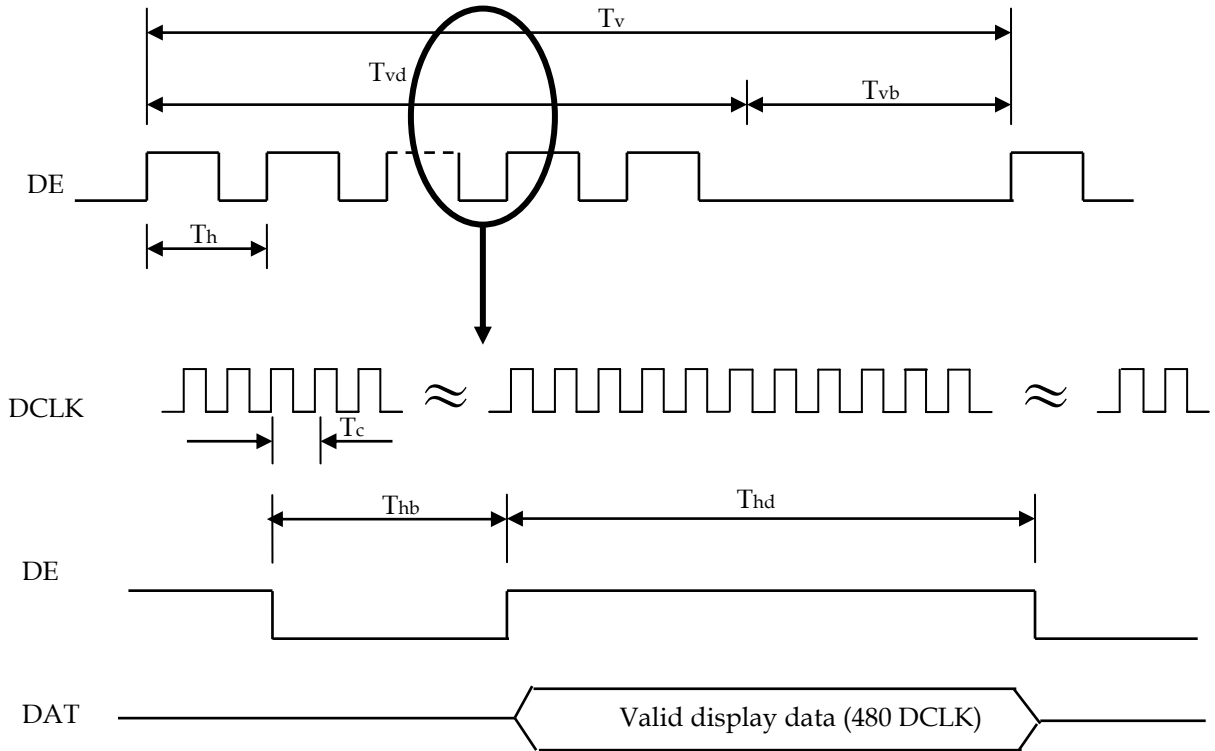 Tv
Tvd
Tvb
DE
Th
DCLK
Tc
Thb
Thd
DE
DAT
Valid display data (480 DCLK)